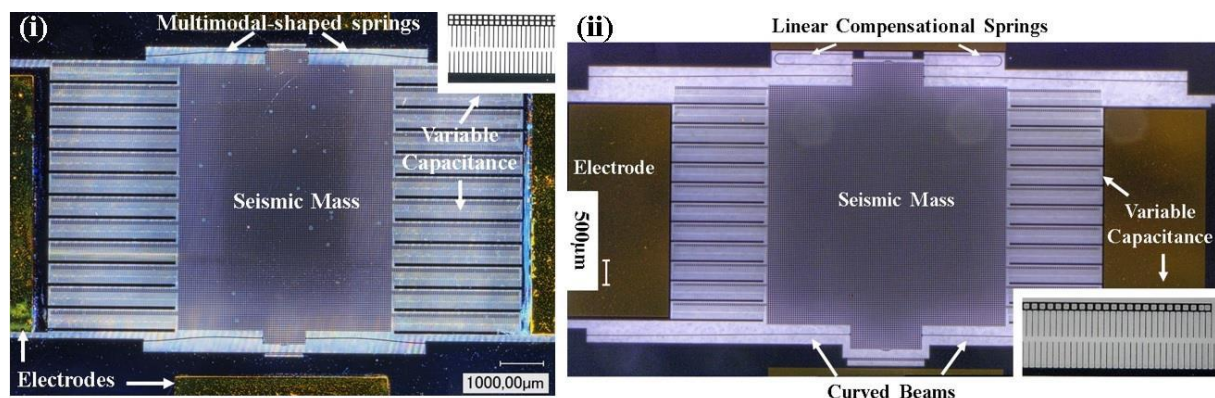 (i)
Multimodal-shaped springs
Variable
Capacitance
Seismic Mass
Electrodes
1000,00µm
(ii)
Linear Compensational Springs
Electrode
500µm
Seismic Mass
Variable
Capacitance
Curved Beams